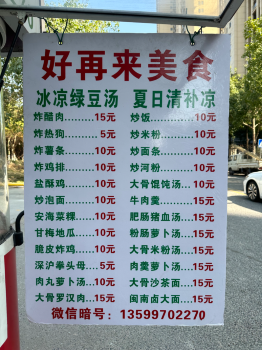 好再来美食
冰凉绿豆汤 夏日清补凉
炸醋肉......15元 炒饭............10元
炸热狗........5元 炒米粉........10元
炸薯条......10元 炒面条........10元
炸鸡排......10元 炒河粉........10元
盐酥鸡......10元 大骨馄饨汤...10元
炸泡面......10元 牛肉羹........15元
安海菜粿...10元 肥肠猪血汤...15元
甘梅地瓜...10元 粉肠萝卜汤...15元
脆皮炸鸡...10元 大骨米粉汤...15元
深沪拳头母...5元 肉羹萝卜汤...15元
肉丸萝卜汤...10元 大骨沙茶面...15元
大骨罗汉肉...15元 闽南卤大面...15元
微信暗号：13599702270